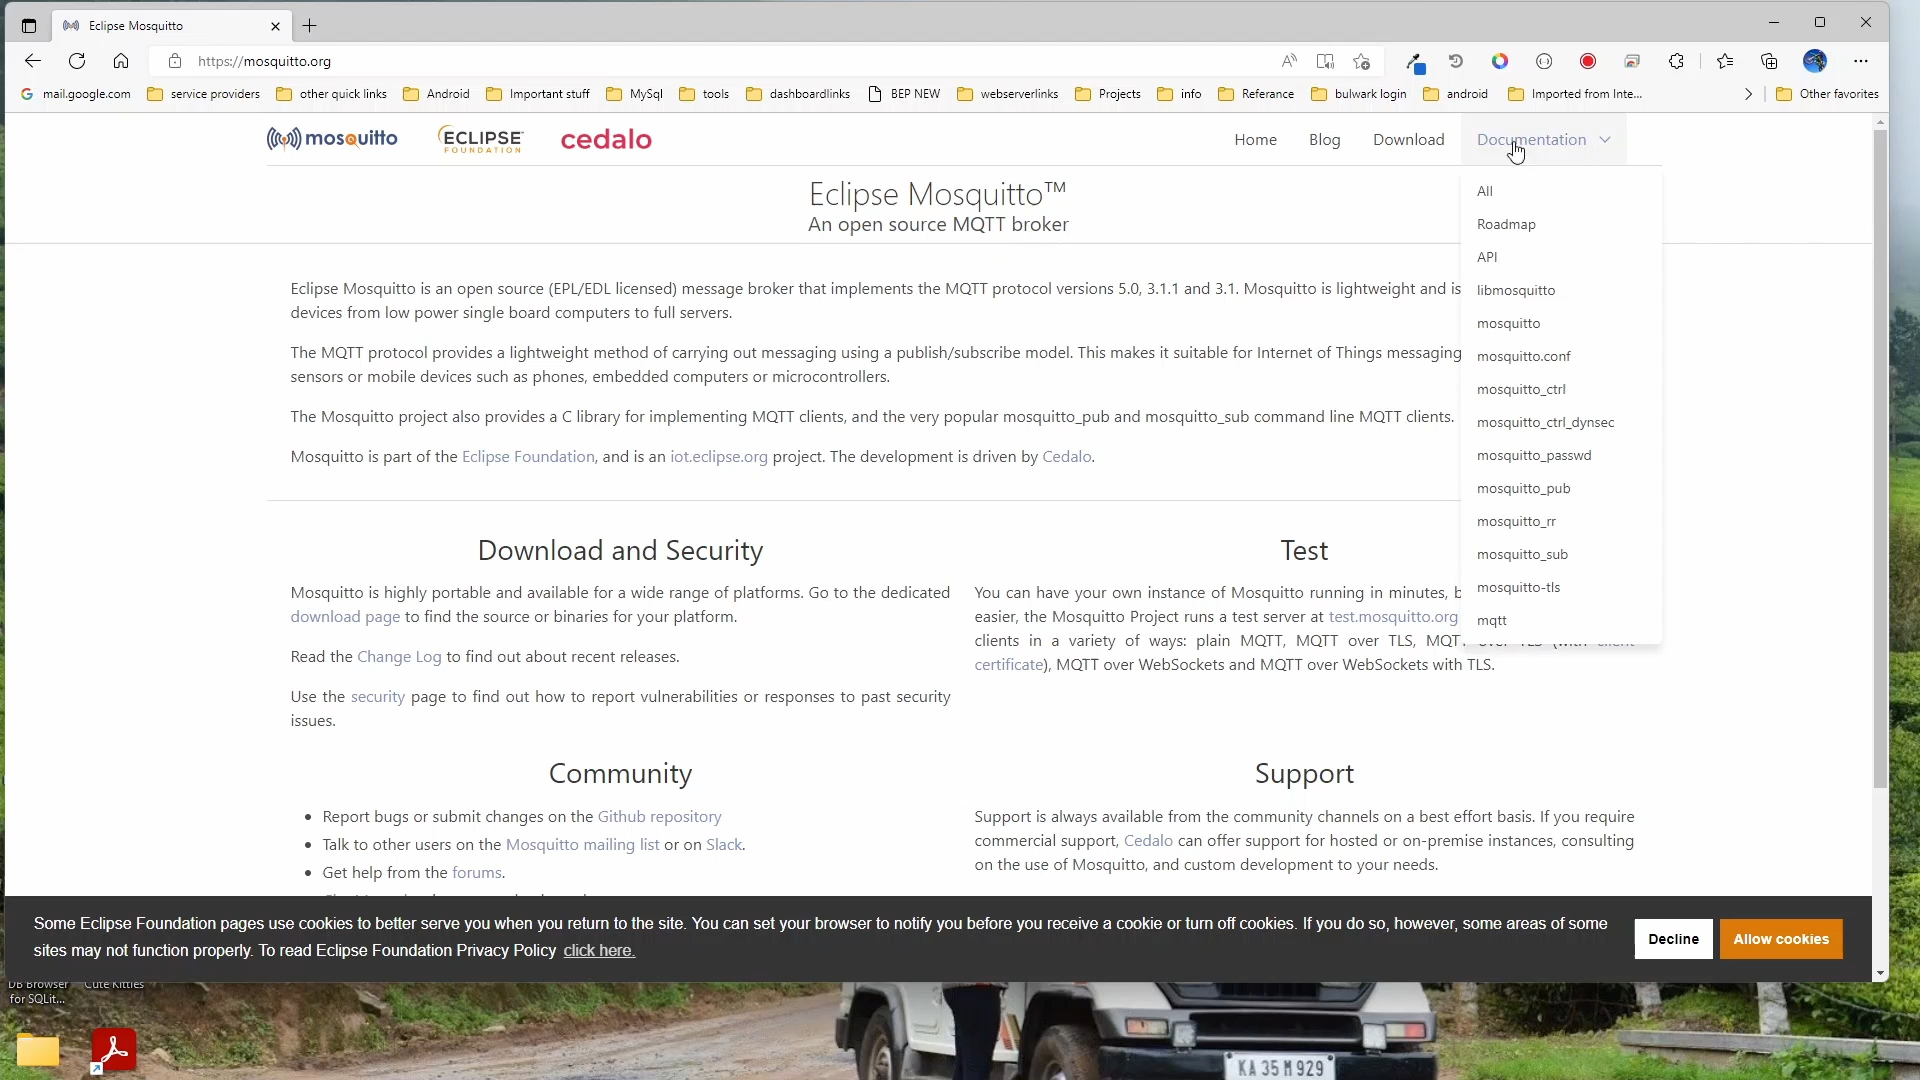 Eclipse Mosquitto
https://mosquitto.org
mail.google.com service providers other quick links Android Important stuff MySql tools dashboardlinks BEP NEW webserverlinks Projects info Referance bulwark login android Imported from Inte... Other favorites
mosquitto ECLIPSE FOUNDATION cedalo Home Blog Download Documentation
Eclipse Mosquitto™
An open source MQTT broker
All
Roadmap
API
libmosquitto
mosquitto
mosquitto.conf
mosquitto_ctrl
mosquitto_ctrl_dynsec
mosquitto_passwd
mosquitto_pub
mosquitto_rr
mosquitto_sub
mosquitto-tls
mqtt
Eclipse Mosquitto is an open source (EPL/EDL licensed) message broker that implements the MQTT protocol versions 5.0, 3.1.1 and 3.1. Mosquitto is lightweight and is
devices from low power single board computers to full servers.
The MQTT protocol provides a lightweight method of carrying out messaging using a publish/subscribe model. This makes it suitable for Internet of Things messaging
sensors or mobile devices such as phones, embedded computers or microcontrollers.
The Mosquitto project also provides a C library for implementing MQTT clients, and the very popular mosquitto_pub and mosquitto_sub command line MQTT clients.
Mosquitto is part of the Eclipse Foundation, and is an iot.eclipse.org project. The development is driven by Cedalo.
Download and Security
Mosquitto is highly portable and available for a wide range of platforms. Go to the dedicated
download page to find the source or binaries for your platform.
Read the Change Log to find out about recent releases.
Use the security page to find out how to report vulnerabilities or responses to past security
issues.
Test
You can have your own instance of Mosquitto running in minutes, b
easier, the Mosquitto Project runs a test server at test.mosquitto.org
clients in a variety of ways: plain MQTT, MQTT over TLS, MQT
certificate), MQTT over WebSockets and MQTT over WebSockets with TLS.
Community
Report bugs or submit changes on the Github repository
Talk to other users on the Mosquitto mailing list or on Slack.
Get help from the forums.
Support
Support is always available from the community channels on a best effort basis. If you require
commercial support, Cedalo can offer support for hosted or on-premise instances, consulting
on the use of Mosquitto, and custom development to your needs.
Some Eclipse Foundation pages use cookies to better serve you when you return to the site. You can set your browser to notify you before you receive a cookie or turn off cookies. If you do so, however, some areas of some
sites may not function properly. To read Eclipse Foundation Privacy Policy click here.
Decline Allow cookies
DB Browser Cute Kitties
for SQLit...
KA 35 M 929